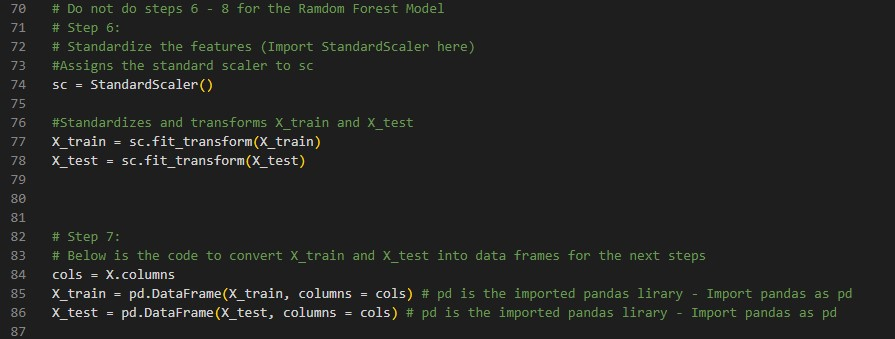 70 # Do not do steps 6 - 8 for the Ramdom Forest Model
71 # Step 6:
72 # Standardize the features (Import StandardScaler here)
73 #Assigns the standard scaler to sc
74 sc = StandardScaler()
75
76 #Standardizes and transforms X_train and X_test
77 X_train = sc.fit_transform(X_train)
78 X_test = sc.fit_transform(X_test)
79
80
81
82 # Step 7:
83 # Below is the code to convert X_train and X_test into data frames for the next steps
84 cols = X.columns
85 X_train = pd.DataFrame(X_train, columns = cols) # pd is the imported pandas lirary - Import pandas as pd
86 X_test = pd.DataFrame(X_test, columns = cols) # pd is the imported pandas lirary - Import pandas as pd
87